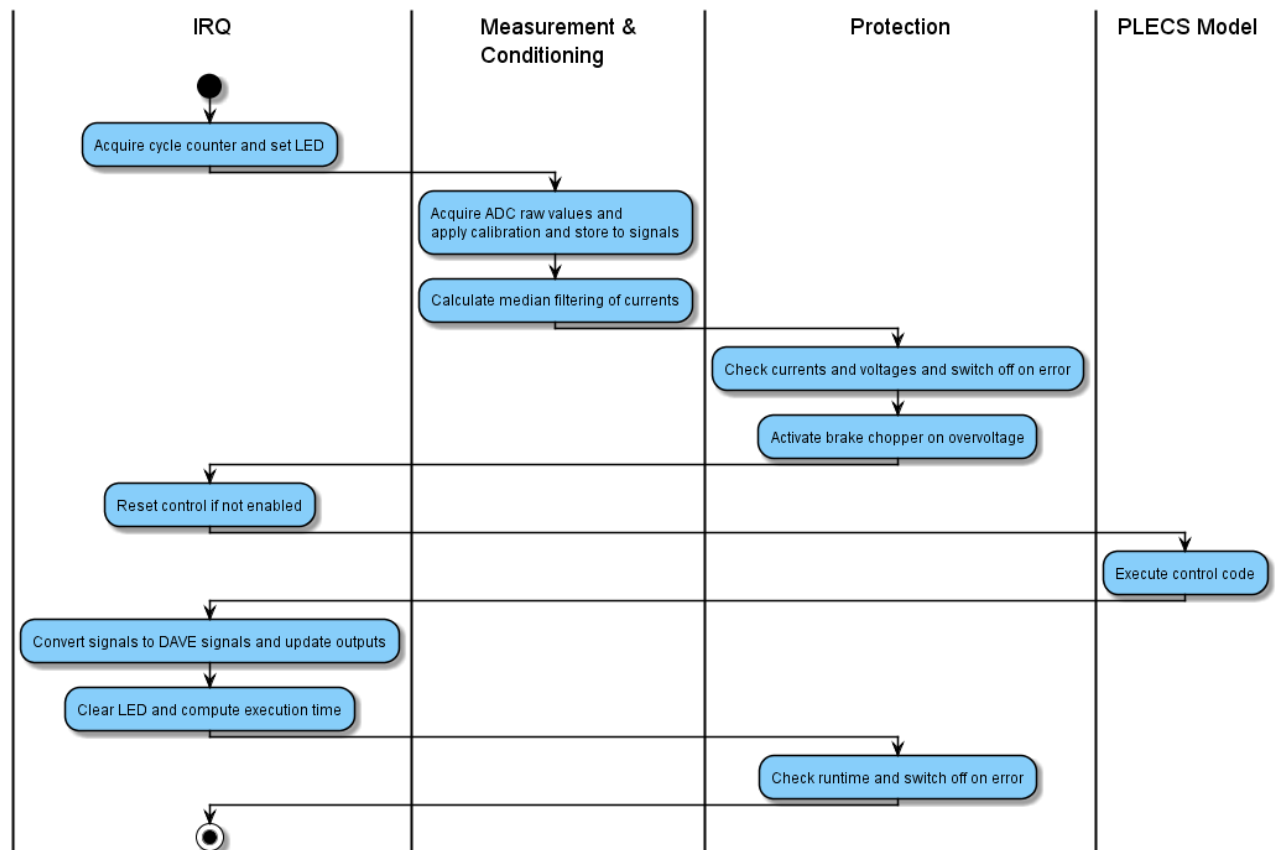 IRQ
Measurement &
Conditioning
Protection
PLECS Model
Acquire cycle counter and set LED
Acquire ADC raw values and
apply calibration and store to signals
Calculate median filtering of currents
Check currents and voltages and switch off on error
Activate brake chopper on overvoltage
Reset control if not enabled
Execute control code
Convert signals to DAVE signals and update outputs
Clear LED and compute execution time
Check runtime and switch off on error